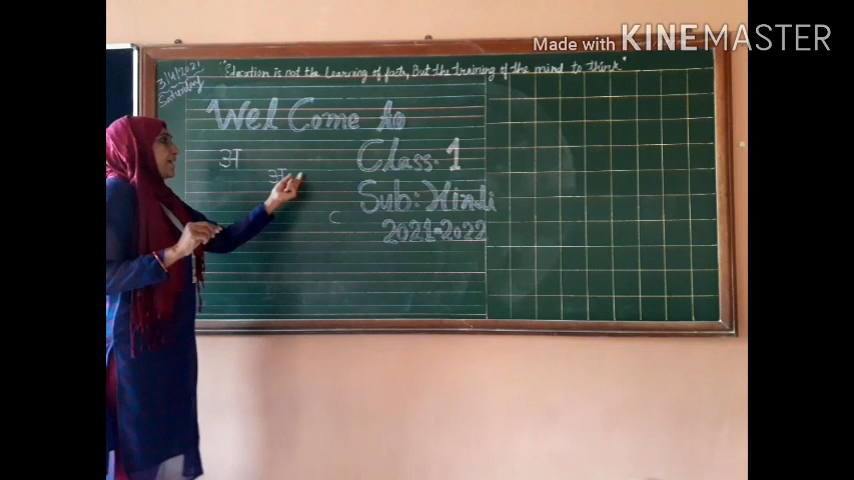 Made with KINEMASTER
3/4/2021
Saturday
"Education is not the learning of facts, But the training of the mind to think"
Wel Come to
Class. 1
Sub: Hindi
2021-2022
अ
अ
C